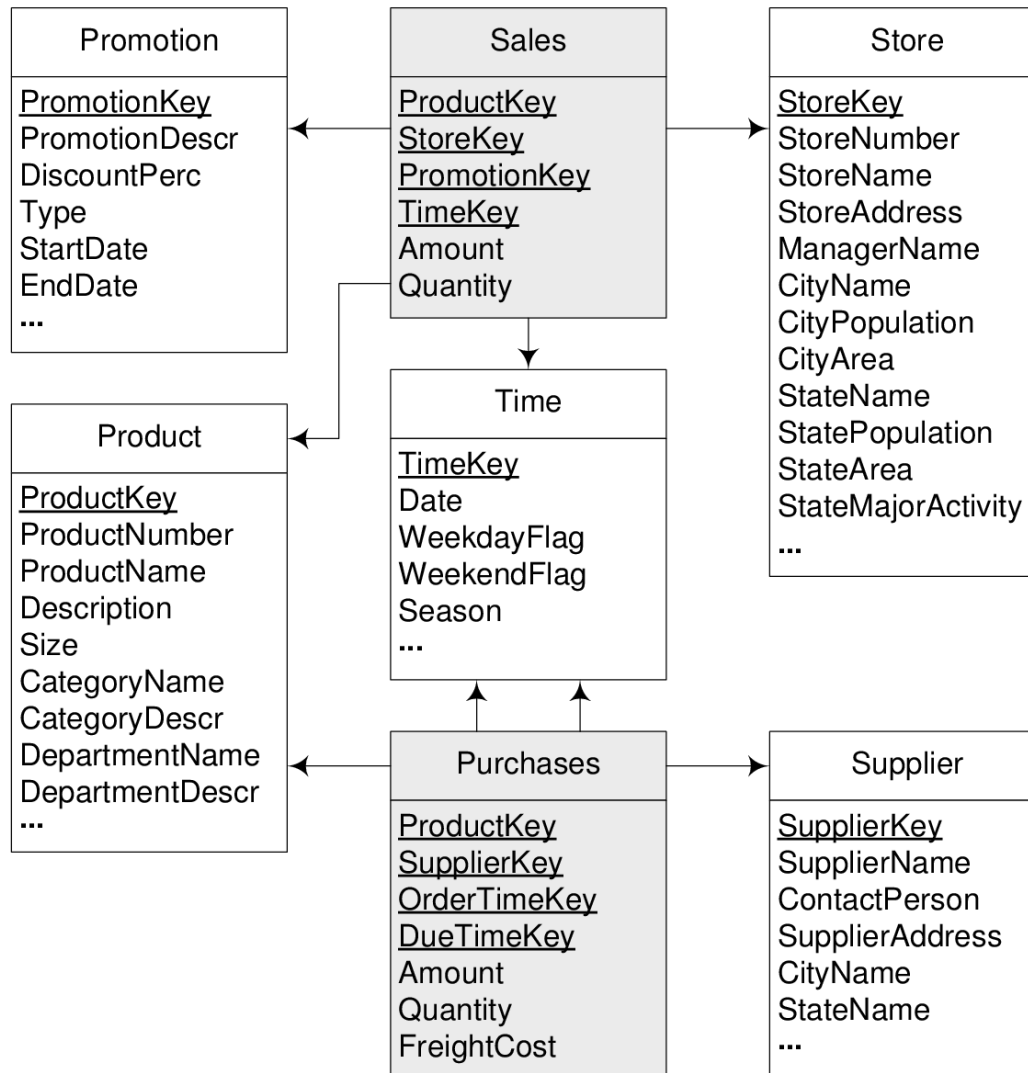 Promotion
PromotionKey
PromotionDescr
DiscountPerc
Type
StartDate
EndDate
...
Sales
ProductKey
StoreKey
PromotionKey
TimeKey
Amount
Quantity
Store
StoreKey
StoreNumber
StoreName
StoreAddress
ManagerName
CityName
CityPopulation
CityArea
StateName
StatePopulation
StateArea
StateMajorActivity
...
Product
ProductKey
ProductNumber
ProductName
Description
Size
CategoryName
CategoryDescr
DepartmentName
DepartmentDescr
...
Time
TimeKey
Date
WeekdayFlag
WeekendFlag
Season
...
Purchases
ProductKey
SupplierKey
OrderTimeKey
DueTimeKey
Amount
Quantity
FreightCost
Supplier
SupplierKey
SupplierName
ContactPerson
SupplierAddress
CityName
StateName
...